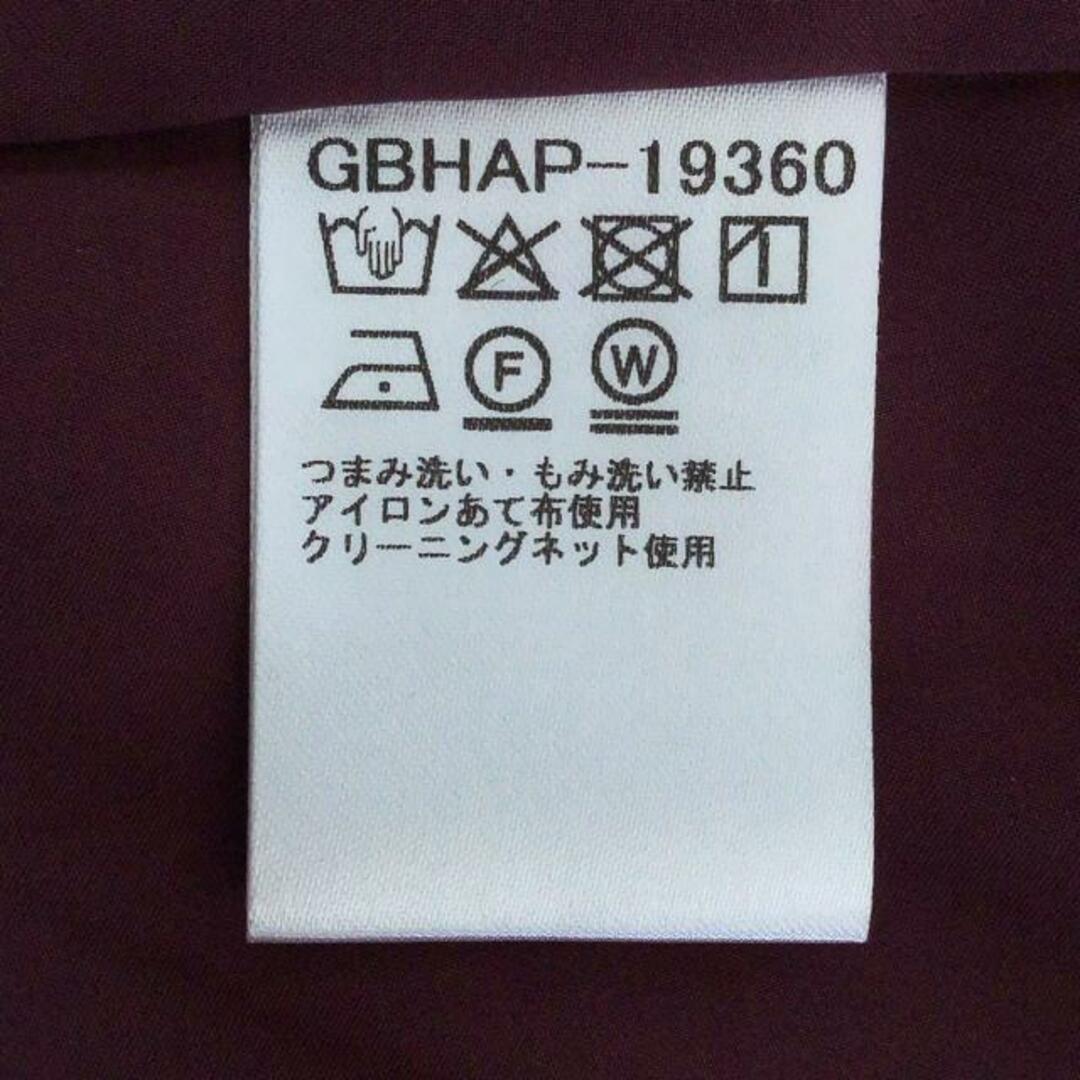 GBHAP-19360
F W
つまみ洗い・もみ洗い禁止
アイロンあて布使用
クリーニングネット使用